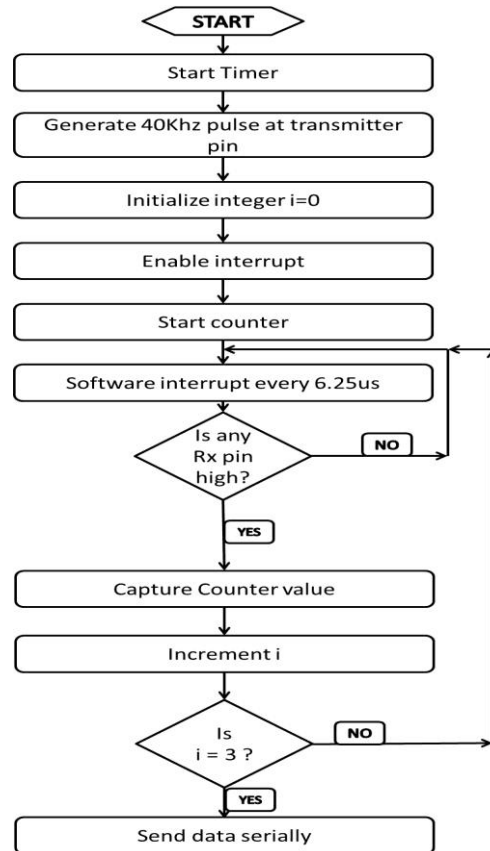 START
Start Timer
Generate 40Khz pulse at transmitter
pin
Initialize integer i=0
Enable interrupt
Start counter
Software interrupt every 6.25us
Is any
Rx pin
high?
NO
YES
Capture Counter value
Increment i
Is
i = 3 ?
NO
YES
Send data serially